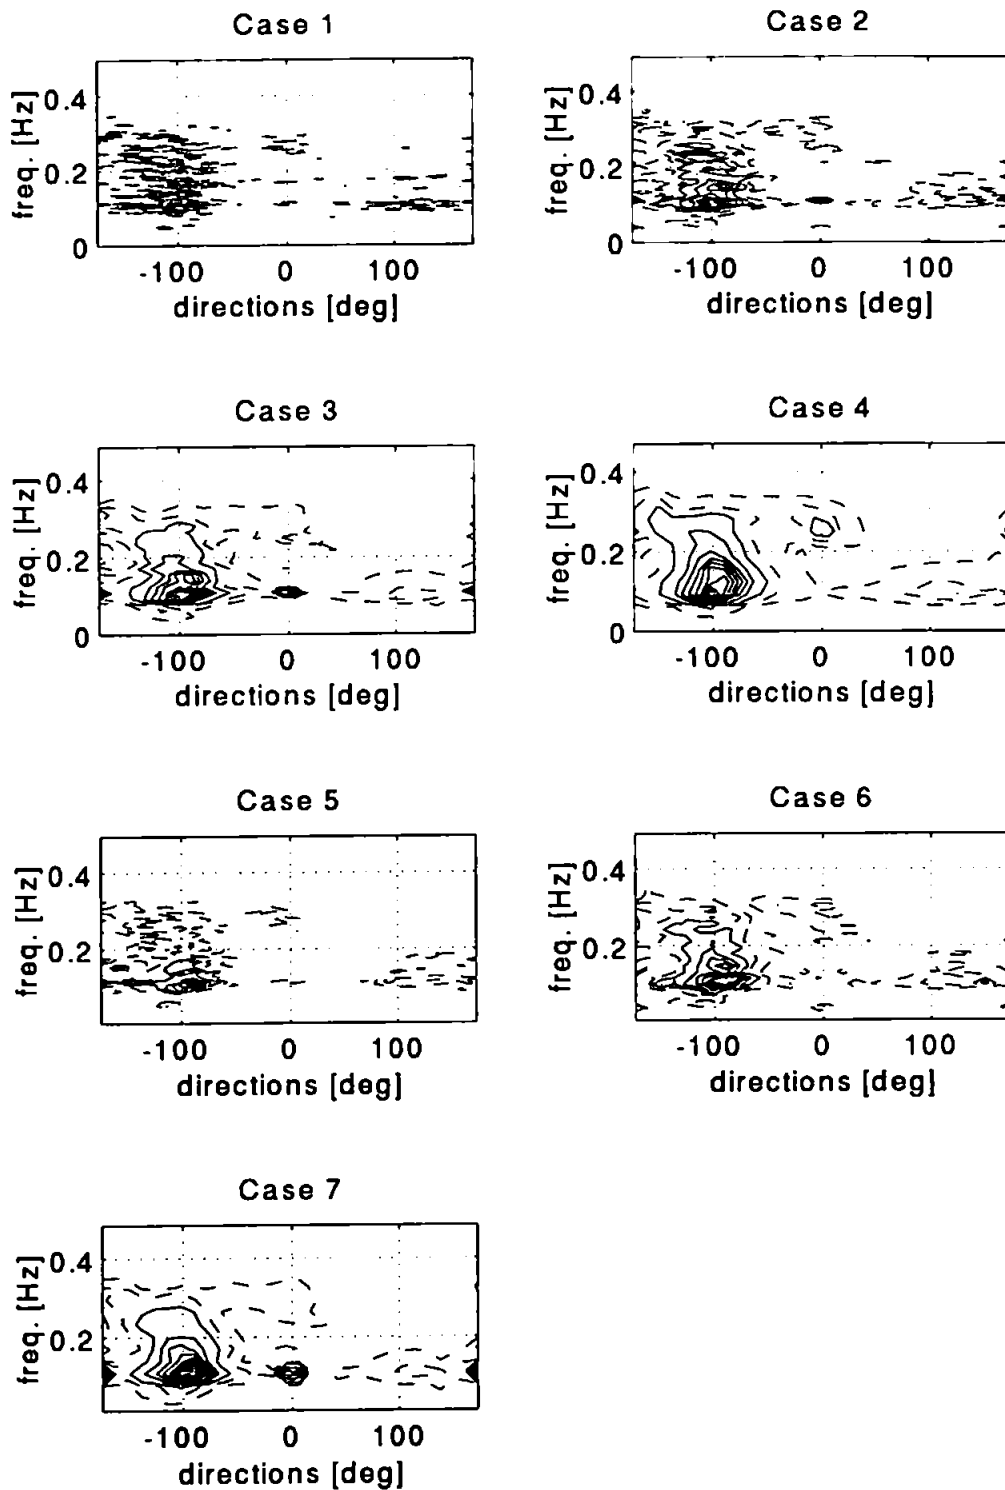 Case 1
freq. [Hz]
0.4
0.2
0
-100 0 100
directions [deg]
Case 2
freq. [Hz]
0.4
0.2
0
-100 0 100
directions [deg]
Case 3
freq. [Hz]
0.4
0.2
0
-100 0 100
directions [deg]
Case 4
freq. [Hz]
0.4
0.2
0
-100 0 100
directions [deg]
Case 5
freq. [Hz]
0.4
0.2
-100 0 100
directions [deg]
Case 6
freq. [Hz]
0.4
0.2
-100 0 100
directions [deg]
Case 7
freq. [Hz]
0.4
0.2
-100 0 100
directions [deg]